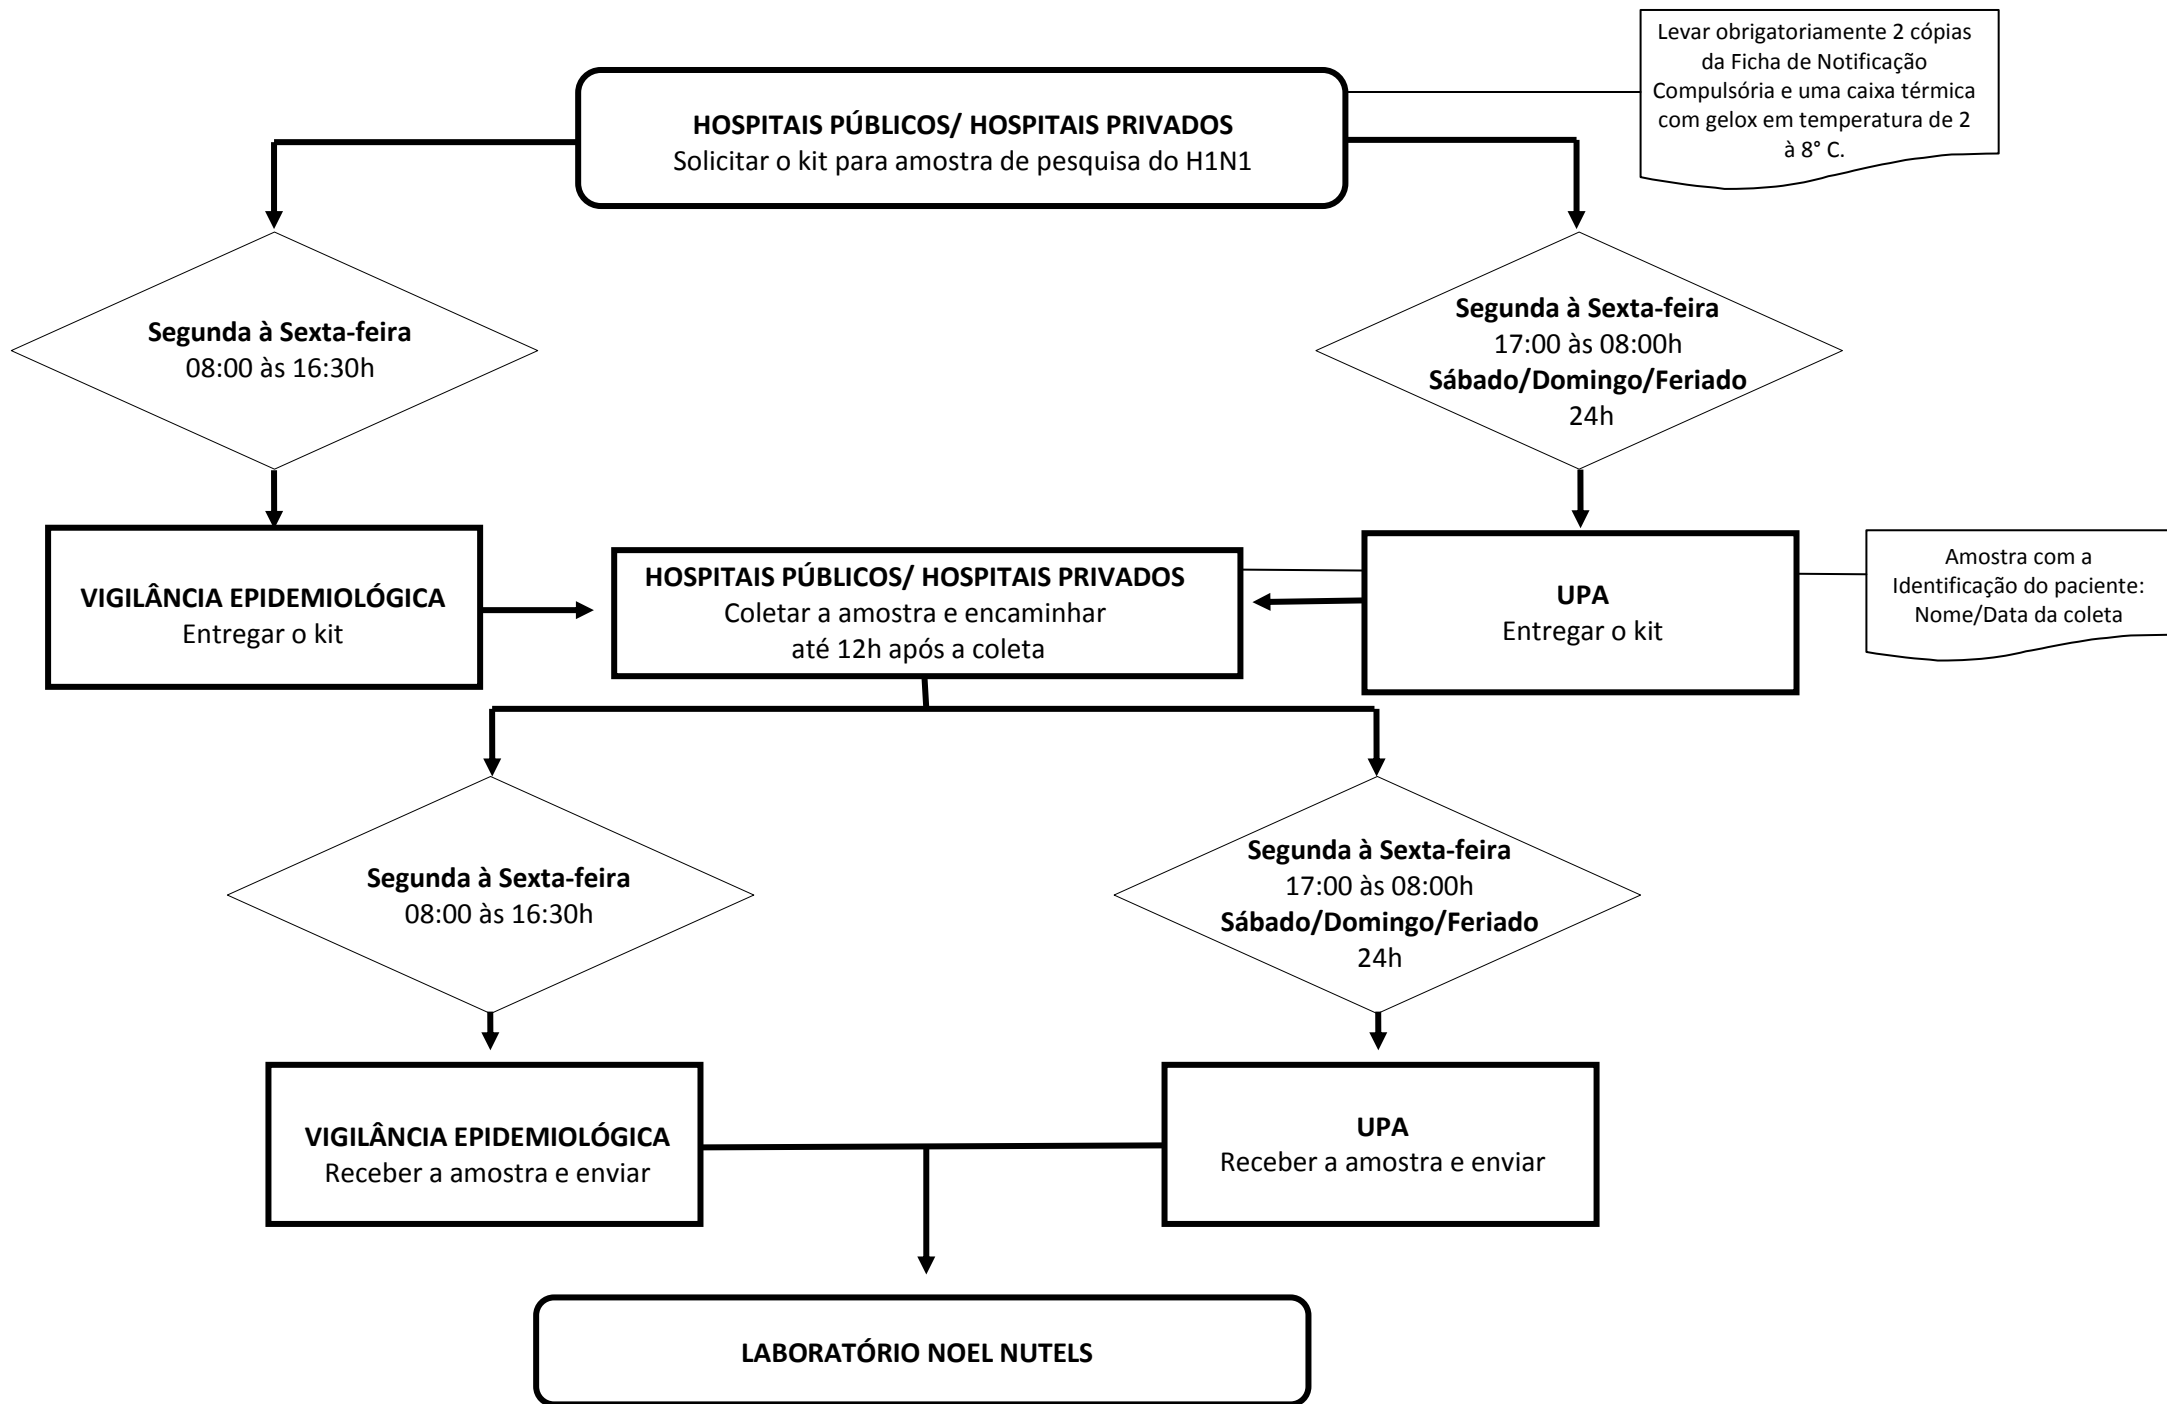 Levar obrigatoriamente 2 cópias
da Ficha de Notificação
Compulsória e uma caixa térmica
com gelox em temperatura de 2
à 8° C.
HOSPITAIS PÚBLICOS/ HOSPITAIS PRIVADOS
Solicitar o kit para amostra de pesquisa do H1N1
Segunda à Sexta-feira
08:00 às 16:30h
Segunda à Sexta-feira
17:00 às 08:00h
Sábado/Domingo/Feriado
24h
VIGILÂNCIA EPIDEMIOLÓGICA
Entregar o kit
HOSPITAIS PÚBLICOS/ HOSPITAIS PRIVADOS
Coletar a amostra e encaminhar
até 12h após a coleta
UPA
Entregar o kit
Amostra com a
Identificação do paciente:
Nome/Data da coleta
Segunda à Sexta-feira
08:00 às 16:30h
Segunda à Sexta-feira
17:00 às 08:00h
Sábado/Domingo/Feriado
24h
VIGILÂNCIA EPIDEMIOLÓGICA
Receber a amostra e enviar
UPA
Receber a amostra e enviar
LABORATÓRIO NOEL NUTELS